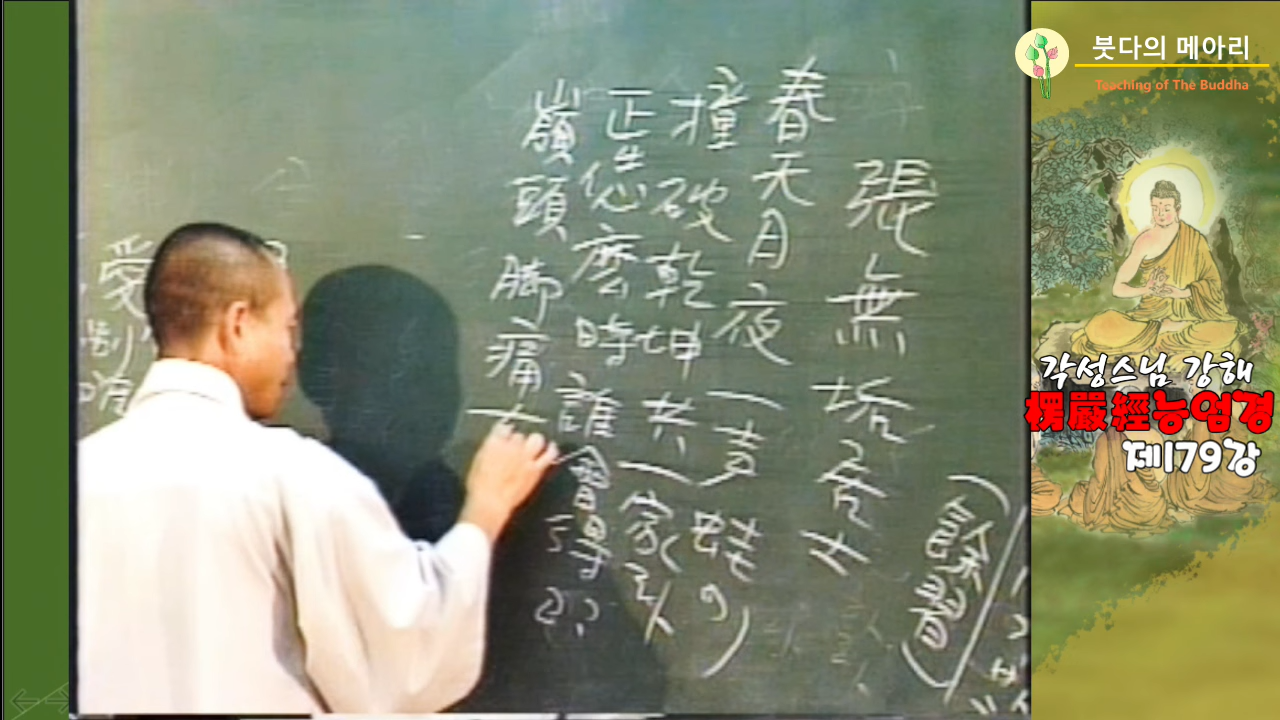 붓다의 메아리
Teaching of The Buddha
각성스님 강해
楞嚴經능엄경
제179강
張無垢居士
春天月夜一声蛙
撞破乾坤共一家
正恁麼時誰會得
嶺頭脚痛
愛